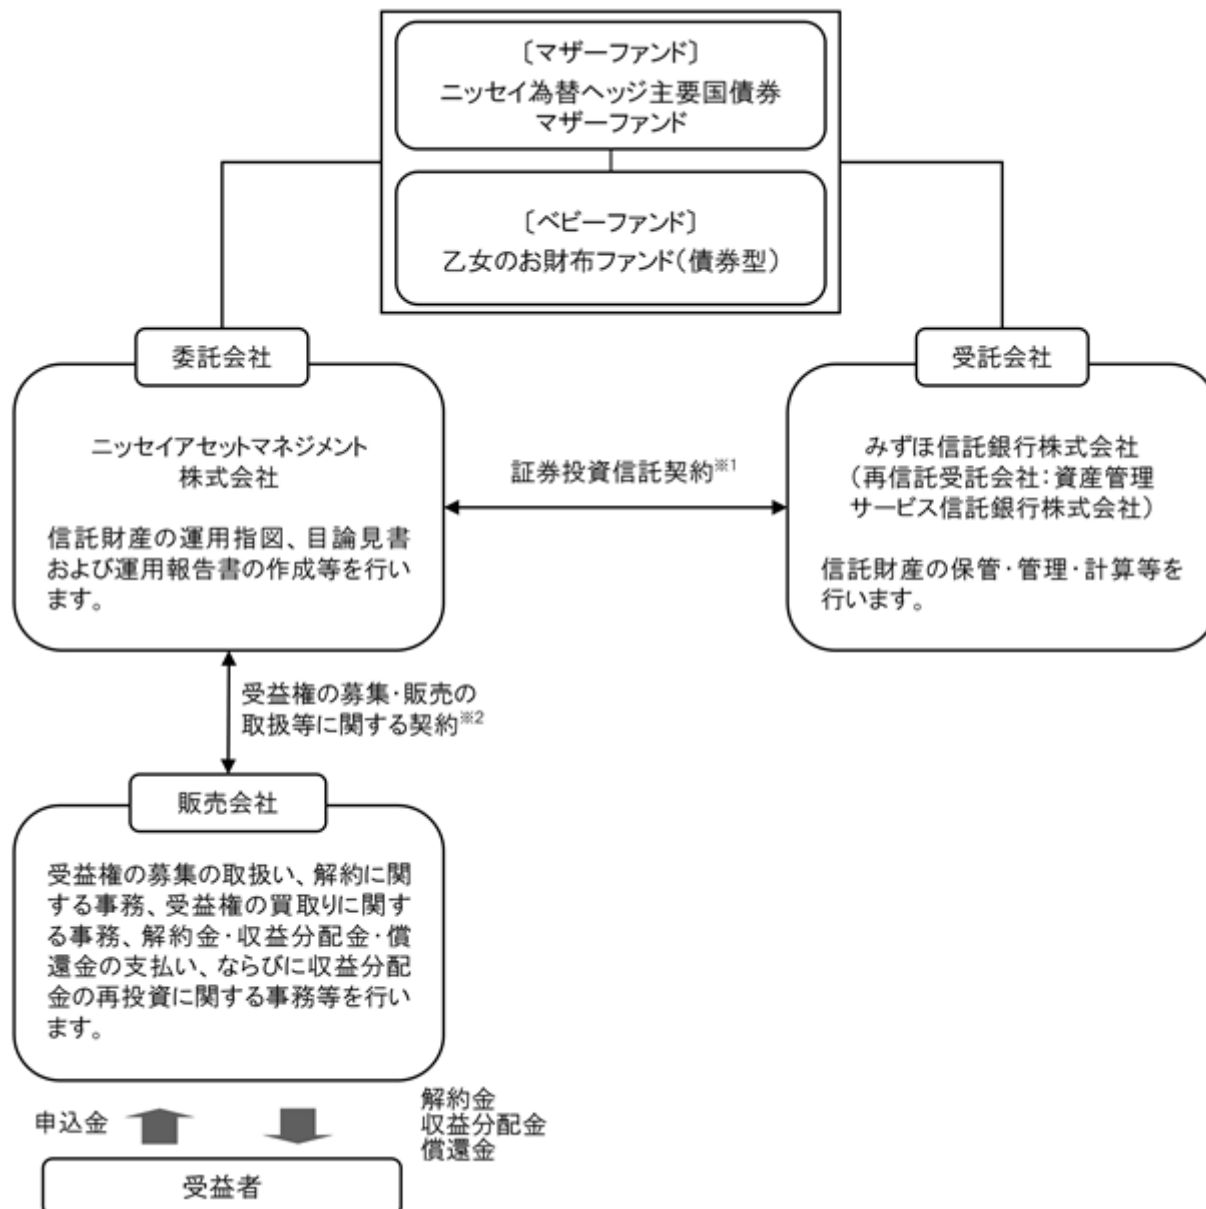 〔マザーファンド〕
ニッセイ為替ヘッジ主要国債券
マザーファンド
〔ベビーファンド〕
乙女のお財布ファンド（債券型）
委託会社
ニッセイアセットマネジメント
株式会社
信託財産の運用指図、目論見書
および運用報告書の作成等を行い
ます。
証券投資信託契約※1
受託会社
みずほ信託銀行株式会社
（再信託受託会社：資産管理
サービス信託銀行株式会社）
信託財産の保管・管理・計算等を
行います。
受益権の募集・販売の
取扱等に関する契約※2
販売会社
受益権の募集の取扱い、解約に関
する事務、受益権の買取りに関す
る事務、解約金・収益分配金・償
還金の支払い、ならびに収益分配
金の再投資に関する事務等を行い
ます。
申込金
解約金
収益分配金
償還金
受益者